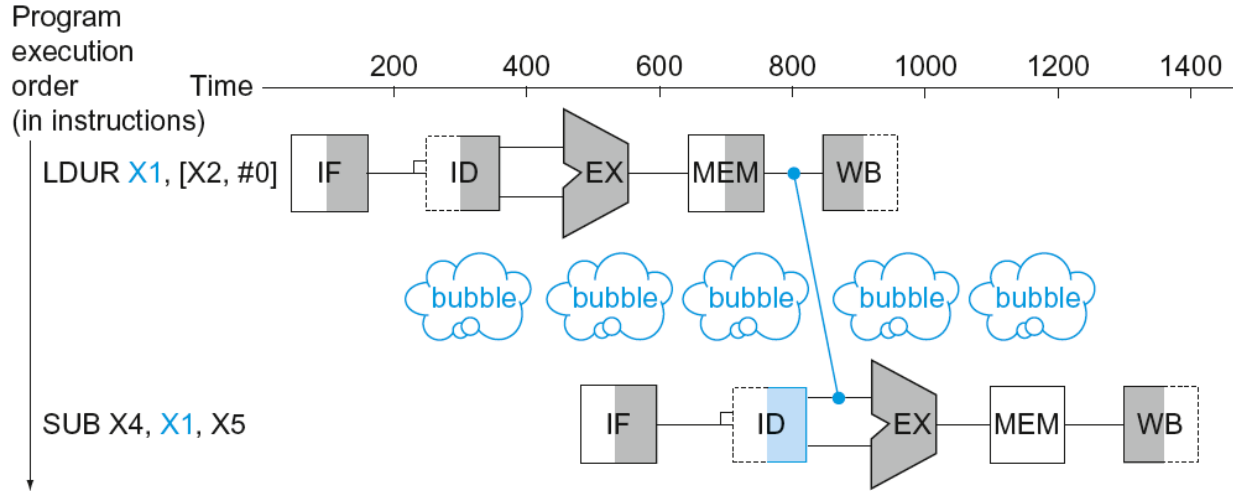 Program
execution
order Time 200 400 600 800 1000 1200 1400
(in instructions)
LDUR X1, [X2, #0] IF ID EX MEM WB
bubble bubble bubble bubble bubble
SUB X4, X1, X5 IF ID EX MEM WB